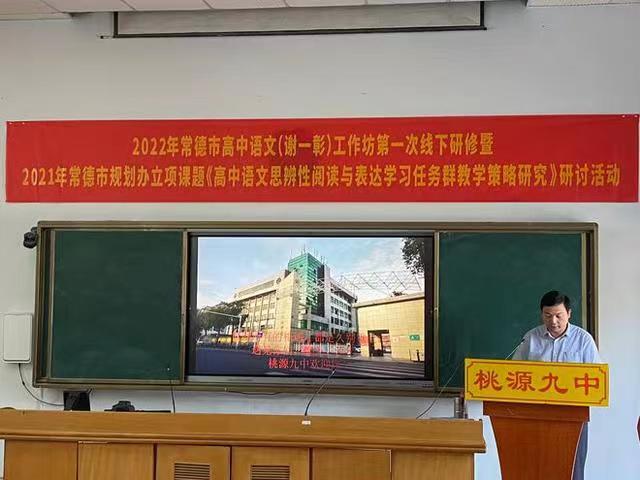 2022年常德市高中语文(谢一彰)工作坊第一次线下研修暨
2021年常德市规划办立项课题《高中语文思辨性阅读与表达学习任务群教学策略研究》研讨活动
桃源九中欢迎
桃源九中